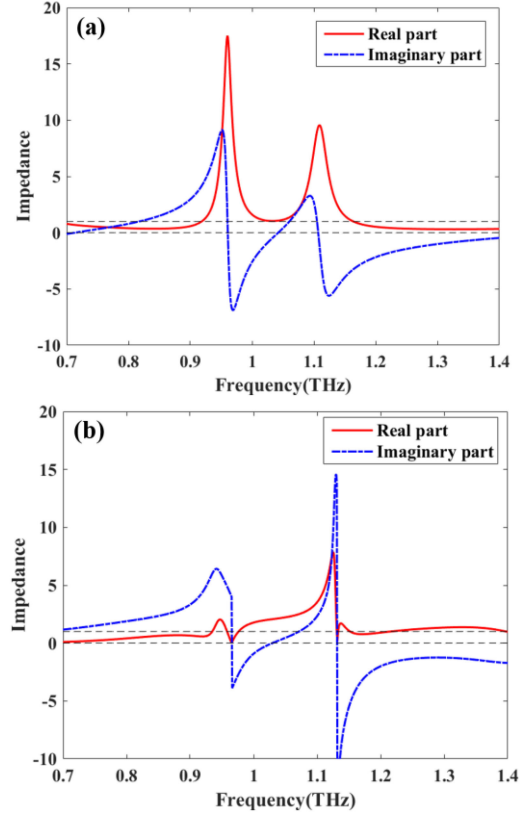 (a)
Real part
Imaginary part
20
15
10
5
0
-5
-10
Impedance
0.7 0.8 0.9 1 1.1 1.2 1.3 1.4
Frequency(THz)
(b)
Real part
Imaginary part
20
15
10
5
0
-5
-10
Impedance
0.7 0.8 0.9 1 1.1 1.2 1.3 1.4
Frequency(THz)